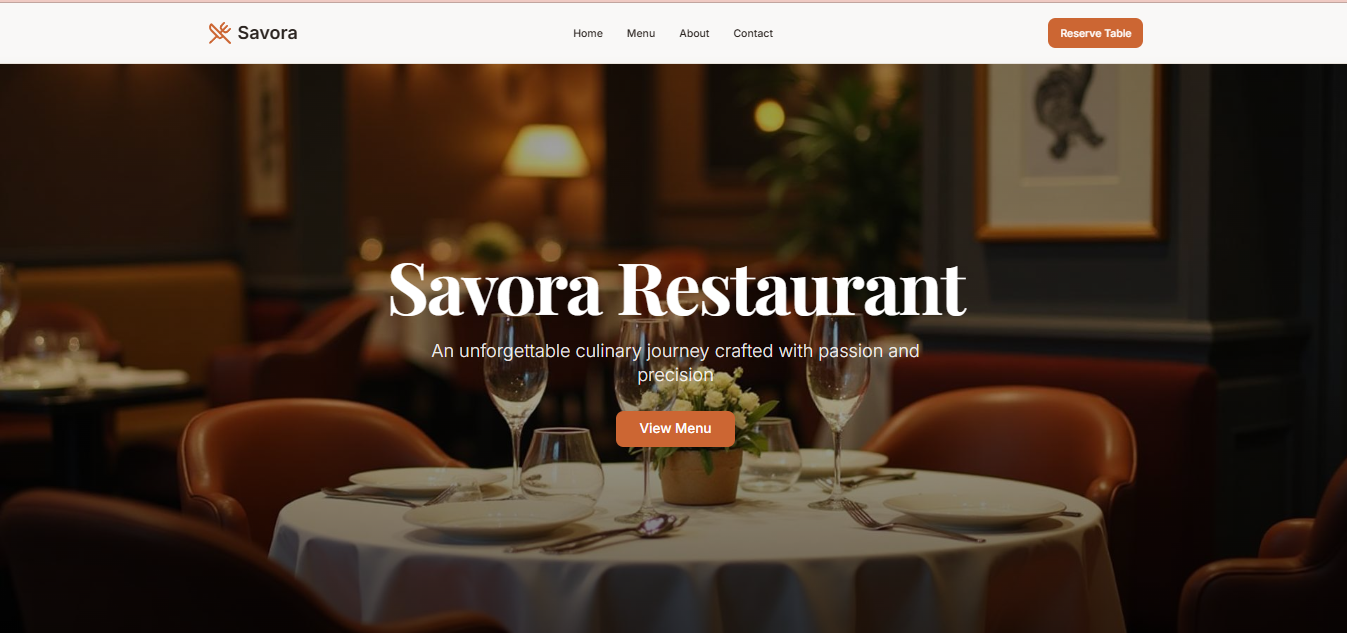 Savora
Home
Menu
About
Contact
Reserve Table
Savora Restaurant
An unforgettable culinary journey crafted with passion and
precision
View Menu